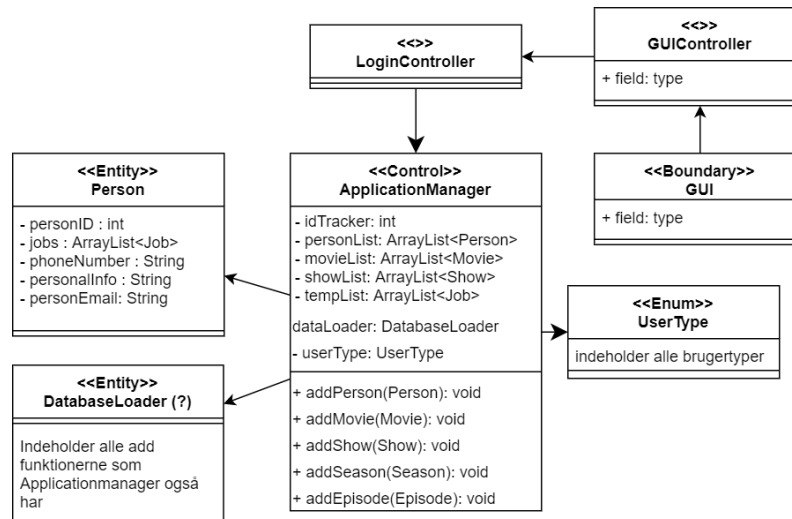 <<>>
LoginController
<<>>
GUIController
+ field: type
<<Entity>>
Person
- personID : int
- jobs : ArrayList<Job>
- phoneNumber : String
- personalInfo : String
- personEmail: String
<<Control>>
ApplicationManager
- idTracker: int
- personList: ArrayList<Person>
- movieList: ArrayList<Movie>
- showList: ArrayList<Show>
- tempList: ArrayList<Job>
dataLoader: DatabaseLoader
- userType: UserType
+ addPerson(Person): void
+ addMovie(Movie): void
+ addShow(Show): void
+ addSeason(Season): void
+ addEpisode(Episode): void
<<Boundary>>
GUI
+ field: type
<<Enum>>
UserType
indeholder alle brugertyper
<<Entity>>
DatabaseLoader (?)
Indeholder alle add
funktionerne som
Applicationmanager også
har